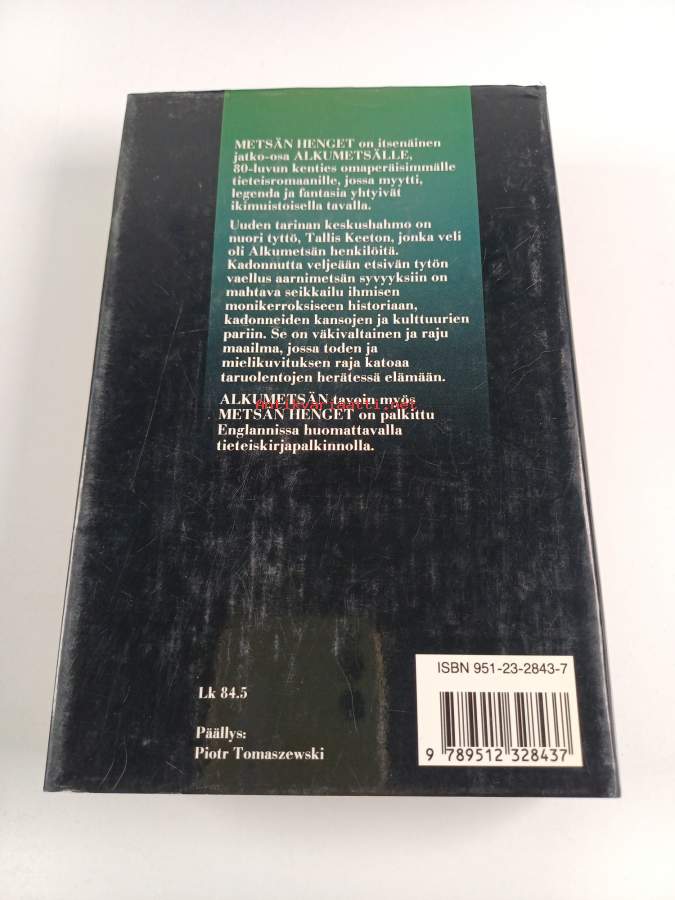 METSÄN HENGET on itsenäinen
jatko-osa ALKUMETSÄLLE,
80-luvun kenties omaperäisimmälle
tieteisromaanille, jossa myytti,
legenda ja fantasia yhtyivät
ikimuistoisella tavalla.
Uuden tarinan keskushahmo on
nuori tyttö, Tallis Keeton, jonka veli
oli Alkumetsän henkilöitä.
Kadonnutta veljeään etsivän tytön
vaellus aarnimetsän syvyyksiin on
mahtava seikkailu ihmisen
monikerroksiseen historiaan,
kadonneiden kansojen ja kulttuurien
pariin. Se on väkivaltainen ja raju
maailma, jossa toden ja
mielikuvituksen raja katoaa
taruolentojen herätessä elämään.
ALKUMETSÄN tavoin myös
antikvariaatti.net
METSÄN HENGET on palkittu
Englannissa huomattavalla
tieteiskirjapalkinnolla.
ISBN 951-23-2843-7
Lk 84.5
Päällys:
Piotr Tomaszewski
9 789512 328437